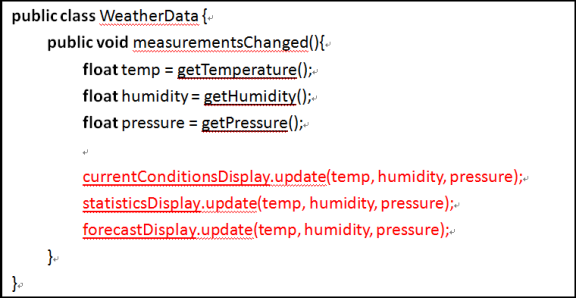 public class WeatherData {
public void measurementsChanged(){
float temp = getTemperature();
float humidity = getHumidity();
float pressure = getPressure();
currentConditionsDisplay.update(temp, humidity, pressure);
statisticsDisplay.update(temp, humidity, pressure);
forecastDisplay.update(temp, humidity, pressure);
}
}